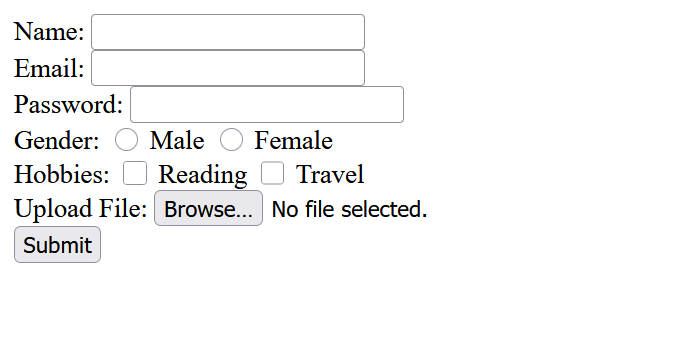 Name:
Email:
Password:
Gender: Male Female
Hobbies: Reading Travel
Upload File: Browse... No file selected.
Submit